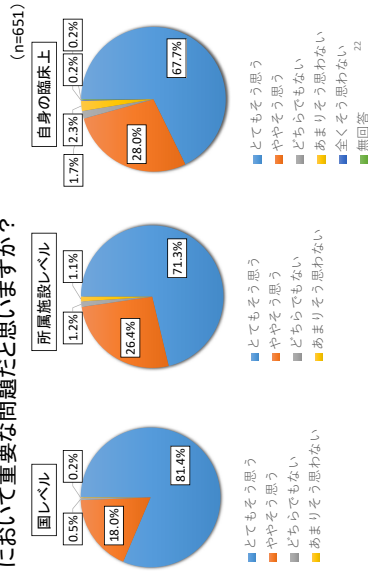 において重要な問題だと思いますか？
(n=651)
国レベル
0.5%
0.2%
18.0%
81.4%
とてもそう思う
ややそう思う
どちらでもない
あまりそう思わない
所属施設レベル
1.2%
1.1%
26.4%
71.3%
とてもそう思う
ややそう思う
どちらでもない
あまりそう思わない
自身の臨床上
1.7%
2.3%
0.2%
0.2%
28.0%
67.7%
とてもそう思う
ややそう思う
どちらでもない
あまりそう思わない
全くそう思わない
無回答
22